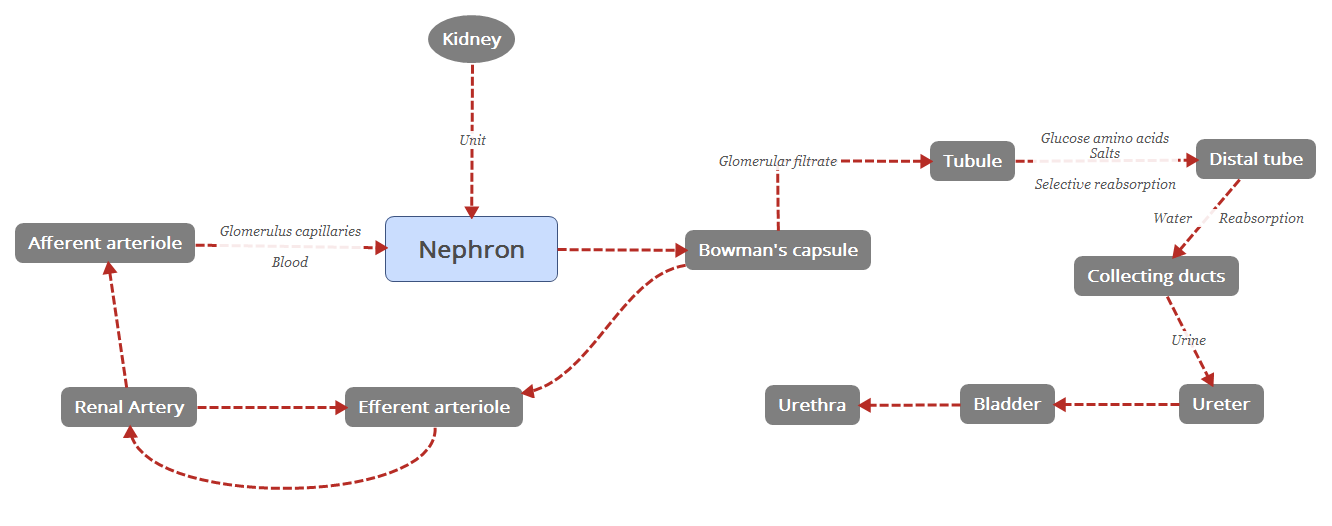 Kidney
Unit
Glomerular filtrate
Tubule
Glucose amino acids
Salts
Selective reabsorption
Distal tube
Water
Reabsorption
Afferent arteriole
Glomerulus capillaries
Blood
Nephron
Bowman's capsule
Collecting ducts
Urine
Renal Artery
Efferent arteriole
Urethra
Bladder
Ureter